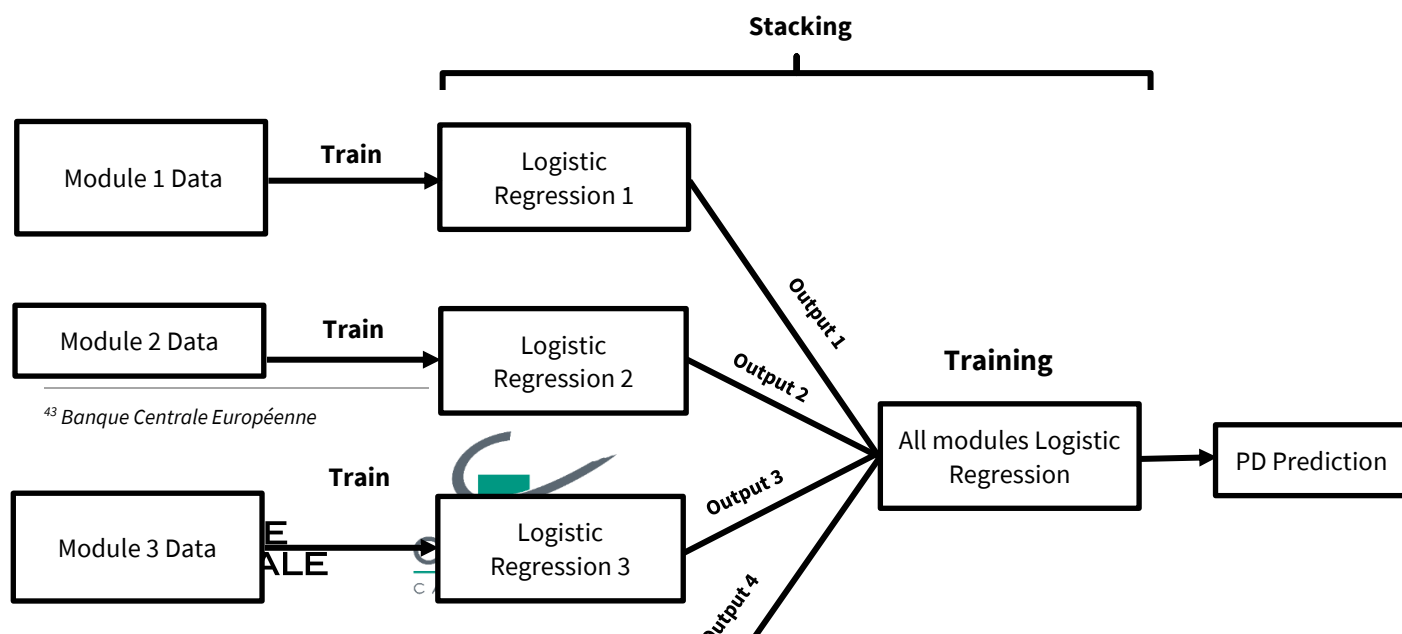 Stacking
Module 1 Data
Train
Logistic
Regression 1
Output 1
Module 2 Data
Train
Logistic
Regression 2
Output 2
Training
43 Banque Centrale Européenne
All modules Logistic
Regression
PD Prediction
Module 3 Data
Train
Logistic
Regression 3
Output 3
E
ALE
C A
Output 4